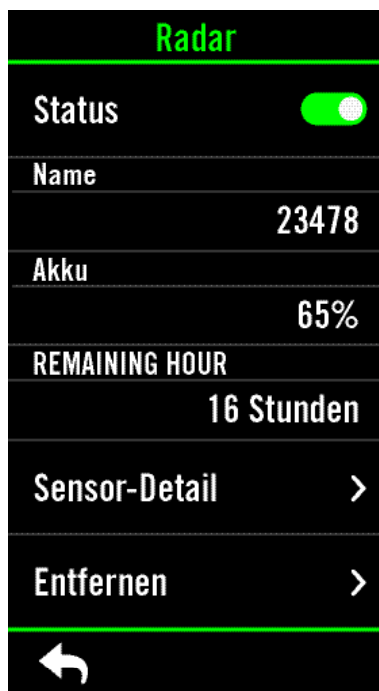 Radar
Status
Name
23478
Akku
65%
REMAINING HOUR
16 Stunden
Sensor-Detail
Entfernen